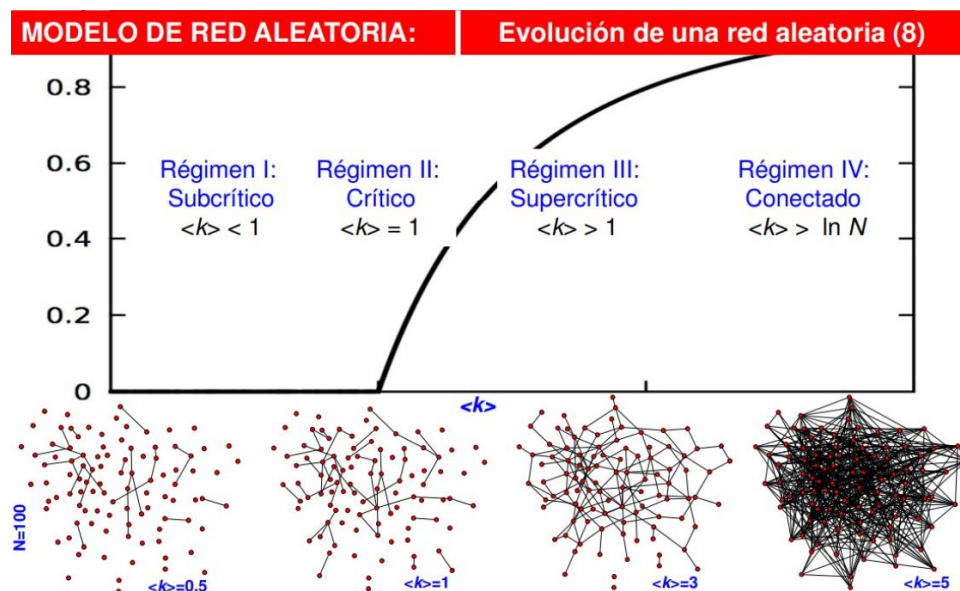 MODELO DE RED ALEATORIA:
Evolución de una red aleatoria (8)
0.8
0.6
0.4
0.2
0
Régimen I:
Subcrítico
<k> < 1
Régimen II:
Crítico
<k> = 1
Régimen III:
Supercrítico
<k> > 1
Régimen IV:
Conectado
<k> > ln N
<k>
N=100
<k>=0.5
<k>=1
<k>=3
<k>=5